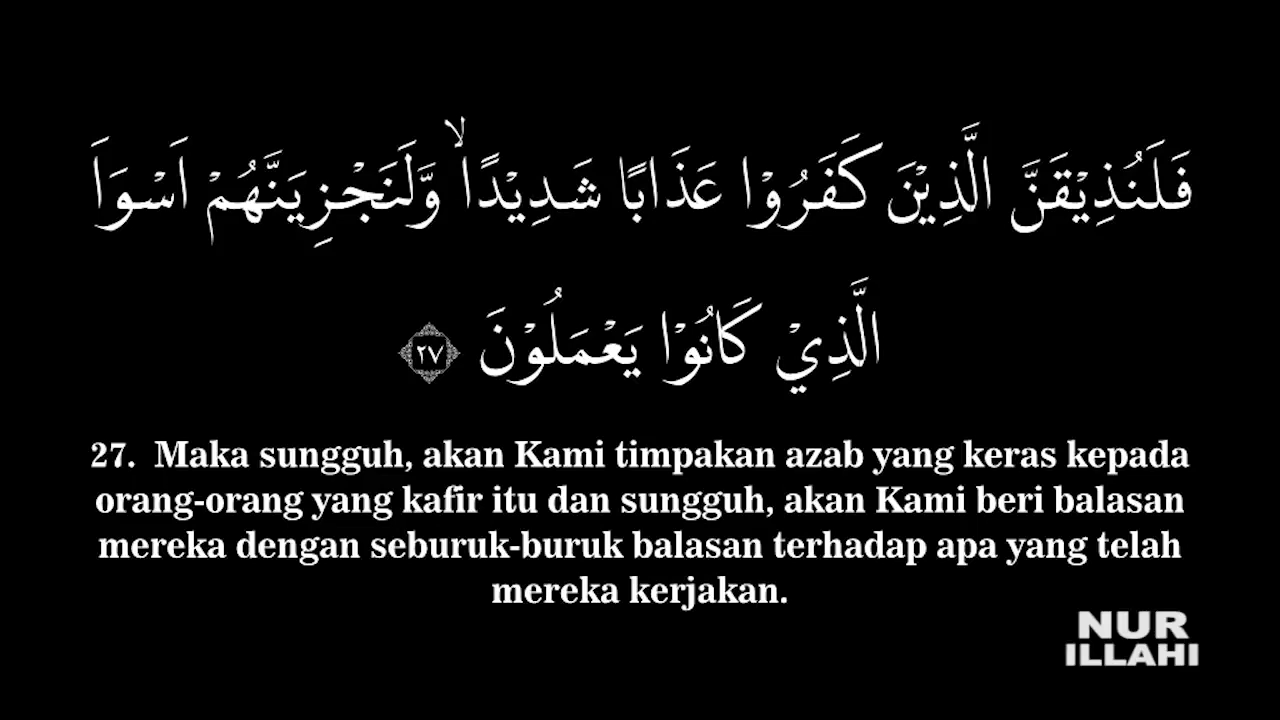 فَلَنُذِيْقَنَّ الَّذِيْنَ كَفَرُوْا عَذَابًا شَدِيْدًاۙ وَّلَنَجْزِيَنَّهُمْ اَسْوَاَ
الَّذِيْ كَانُوْا يَعْمَلُوْنَ ٢٧
27. Maka sungguh, akan Kami timpakan azab yang keras kepada
orang-orang yang kafir itu dan sungguh, akan Kami beri balasan
mereka dengan seburuk-buruk balasan terhadap apa yang telah
mereka kerjakan.
NUR
ILLAHI